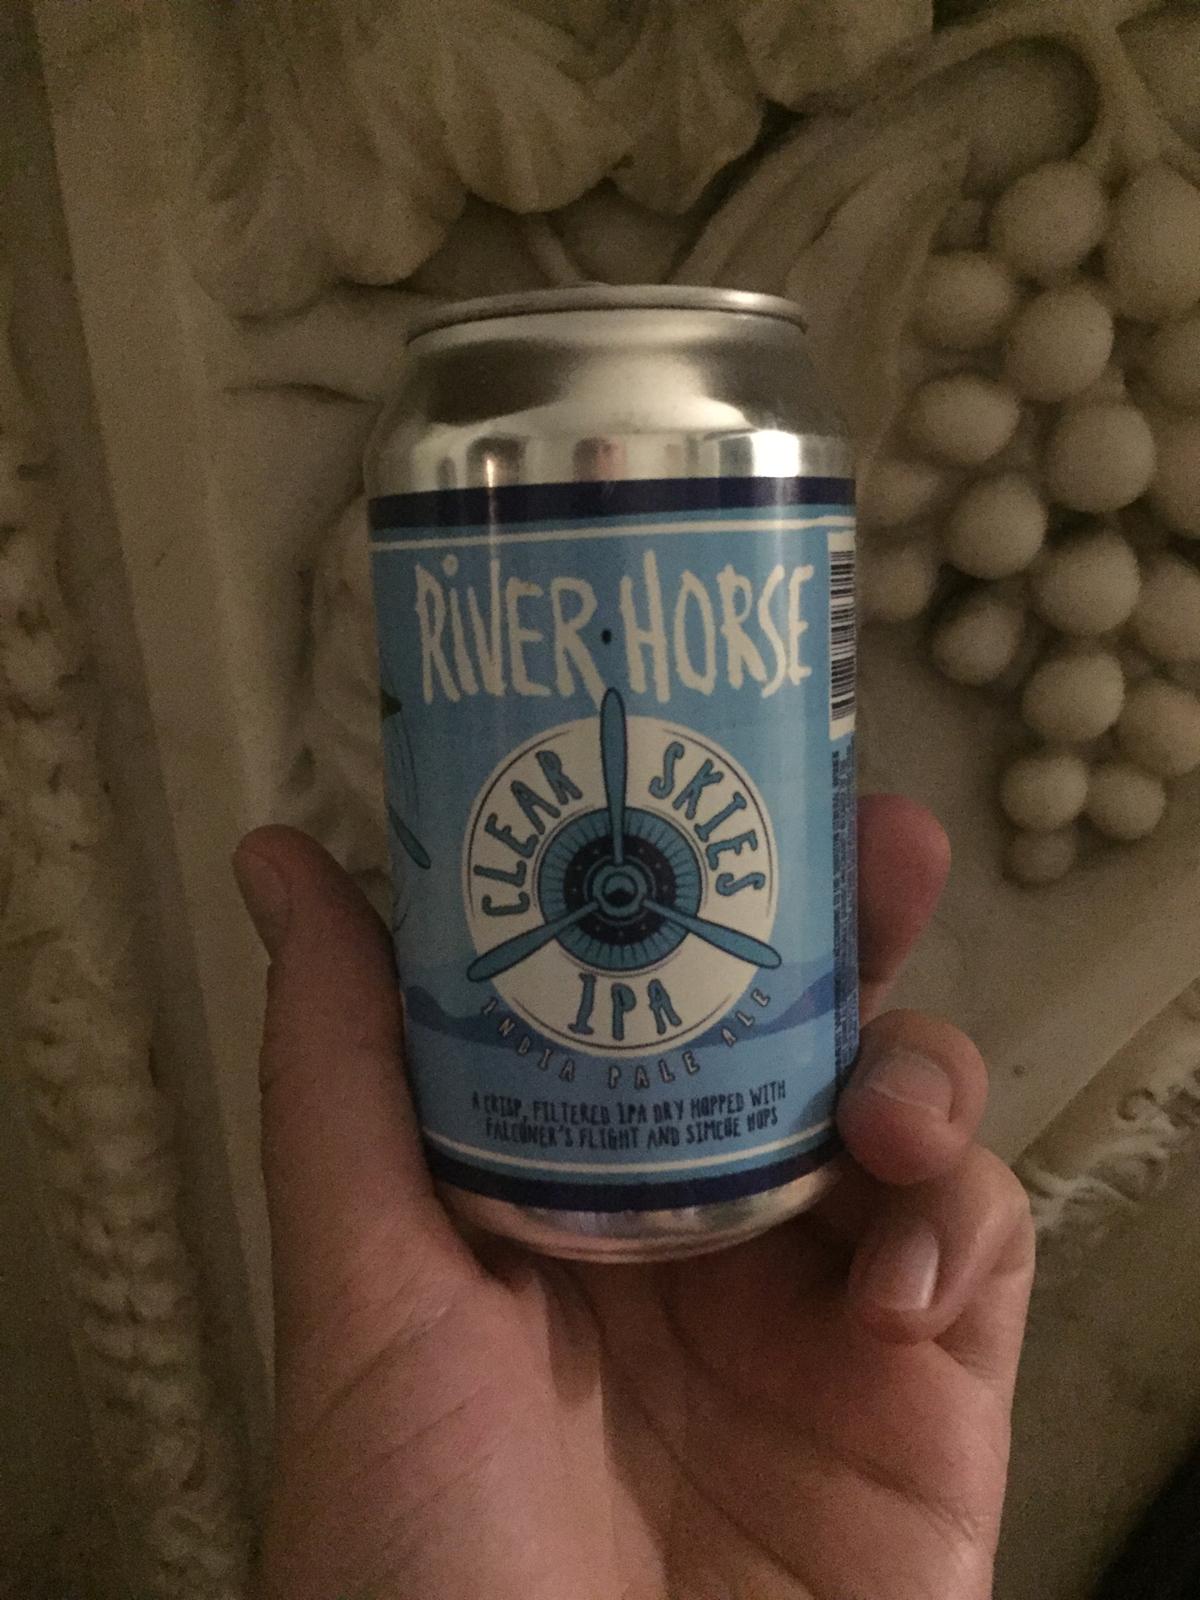 RIVER · HORSE
CLEAR SKIES
IPA
INDIA PALE ALE
A CRISP, FILTERED IPA DRY HOPPED WITH
FALCONER'S FLIGHT AND SIMCOE HOPS